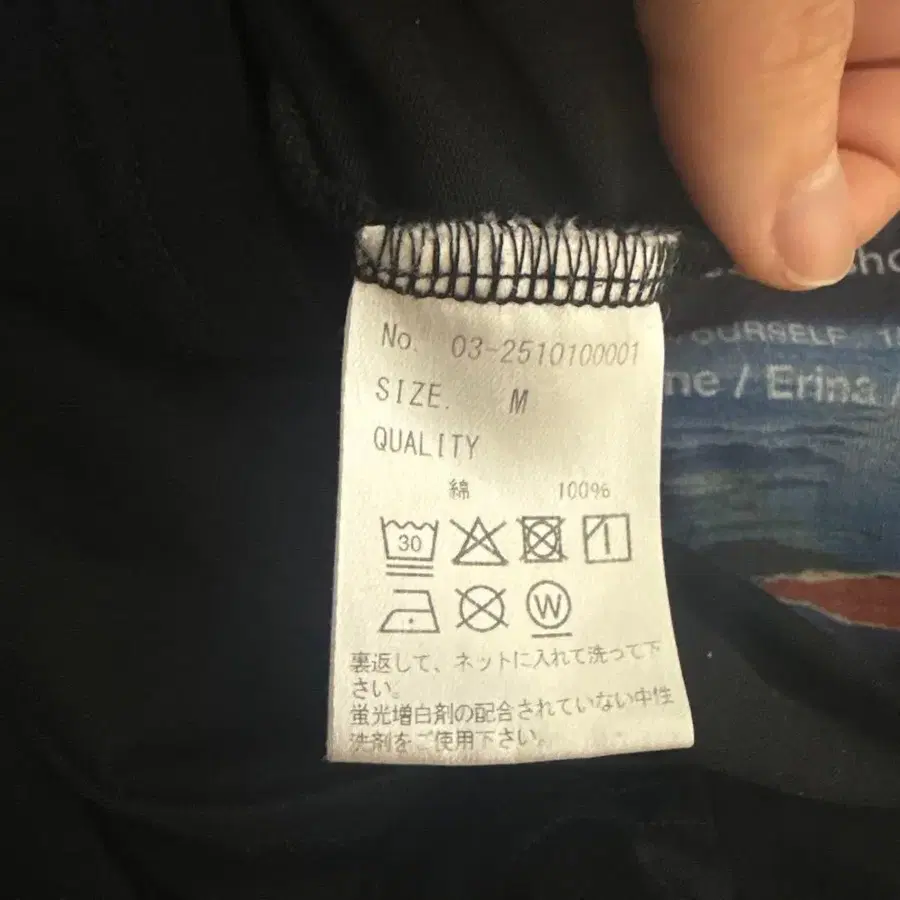 No. 03-2510100001
SIZE. M
QUALITY
綿 100%
30
W
裏返して、ネットに入れて洗って下
さい。
蛍光増白剤の配合されていない中性
洗剤をご使用下さい。
YOURSELF
me / Erina /